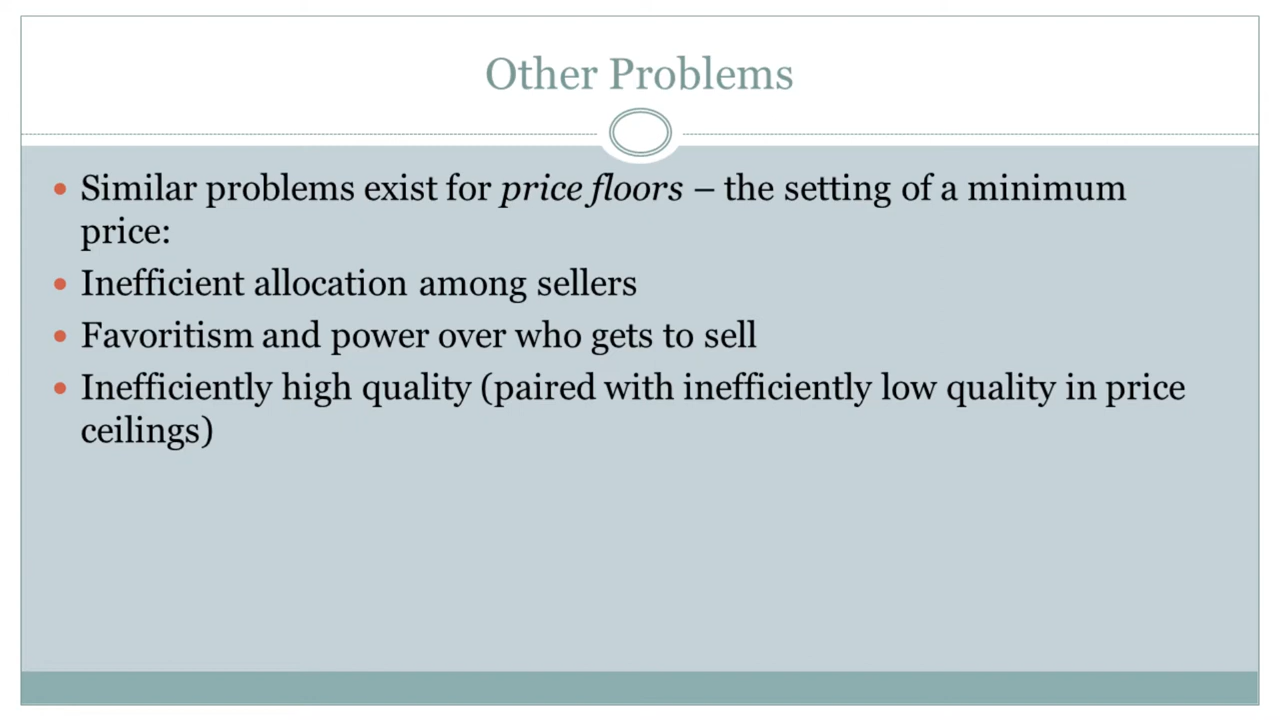 Other Problems
• Similar problems exist for price floors – the setting of a minimum
price:
• Inefficient allocation among sellers
• Favoritism and power over who gets to sell
• Inefficiently high quality (paired with inefficiently low quality in price
ceilings)